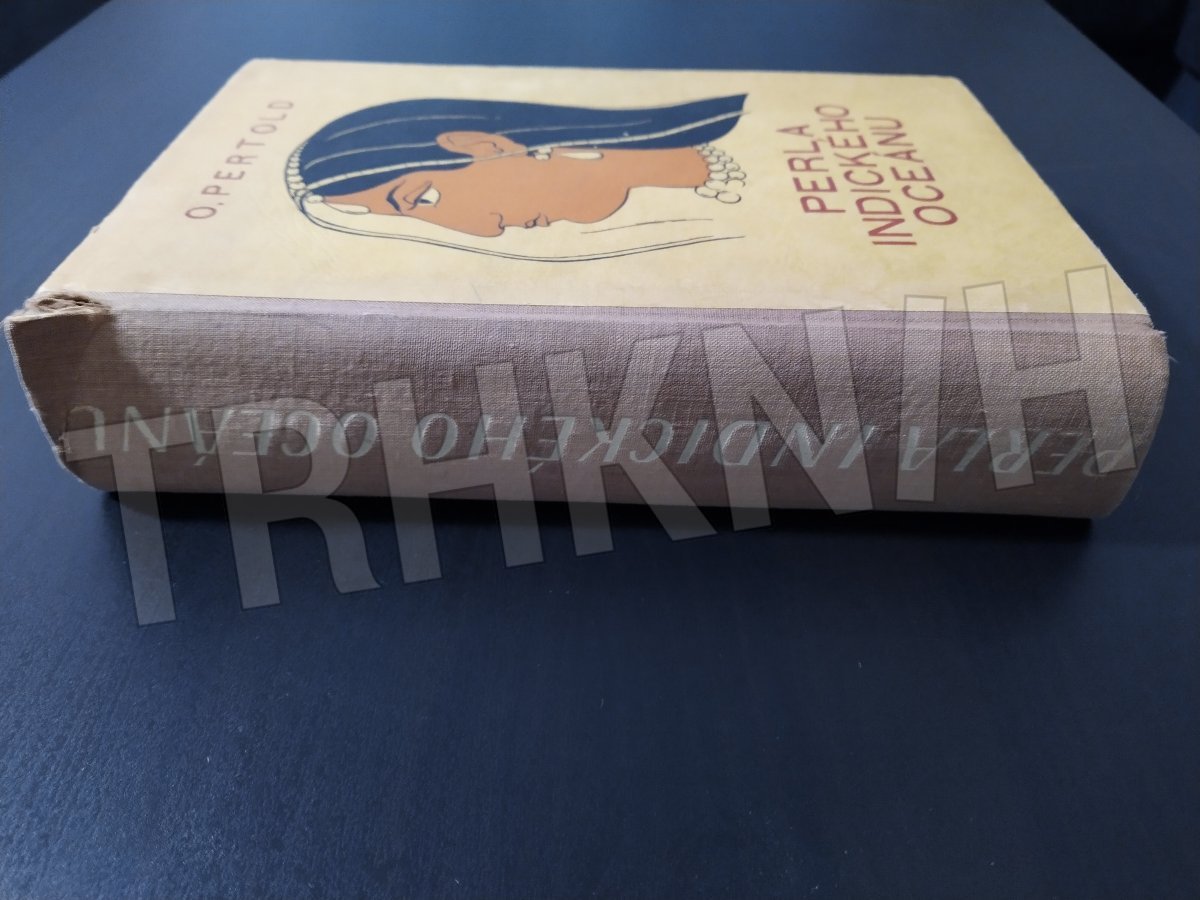 O. PERTOLD
PERLA
INDICKÉHO
OCEÁNU
PERLA INDICKÉHO OCEÁNU
TRHKNIH